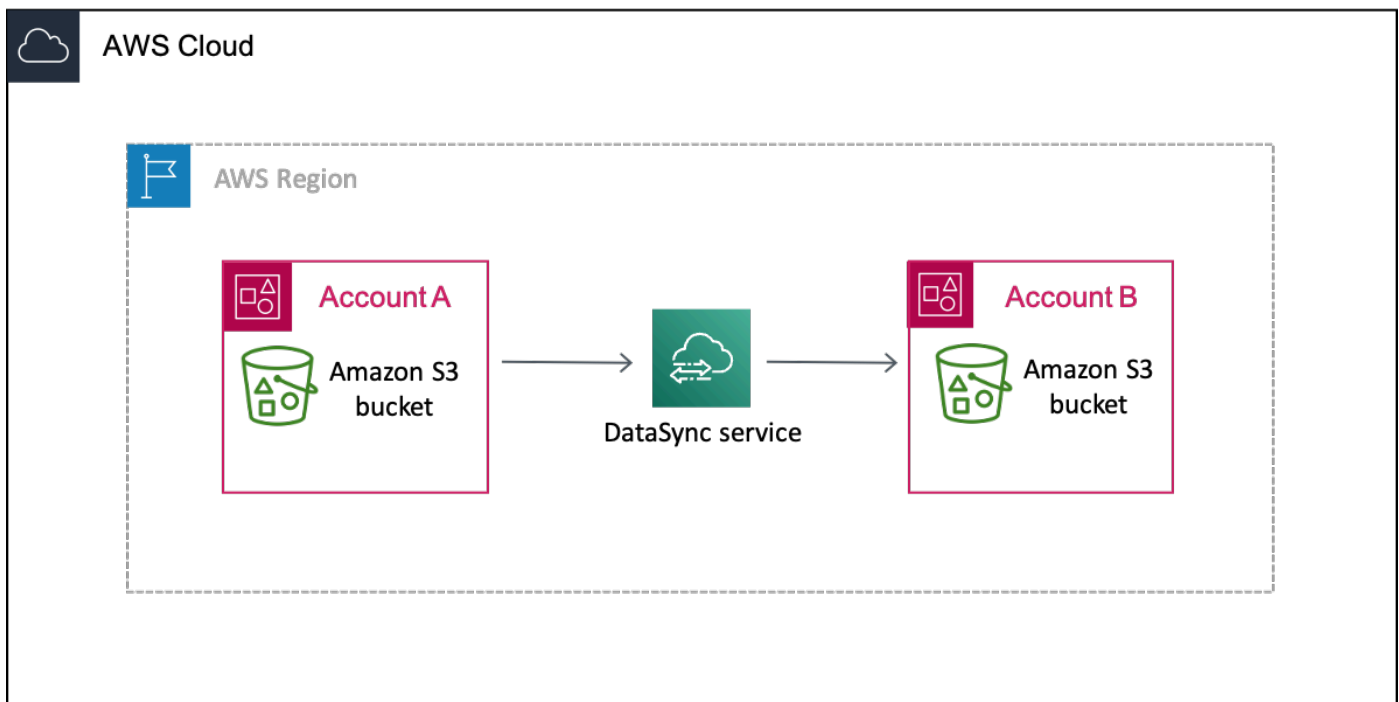 AWS Cloud
AWS Region
Account A
Amazon S3
bucket
DataSync service
Account B
Amazon S3
bucket